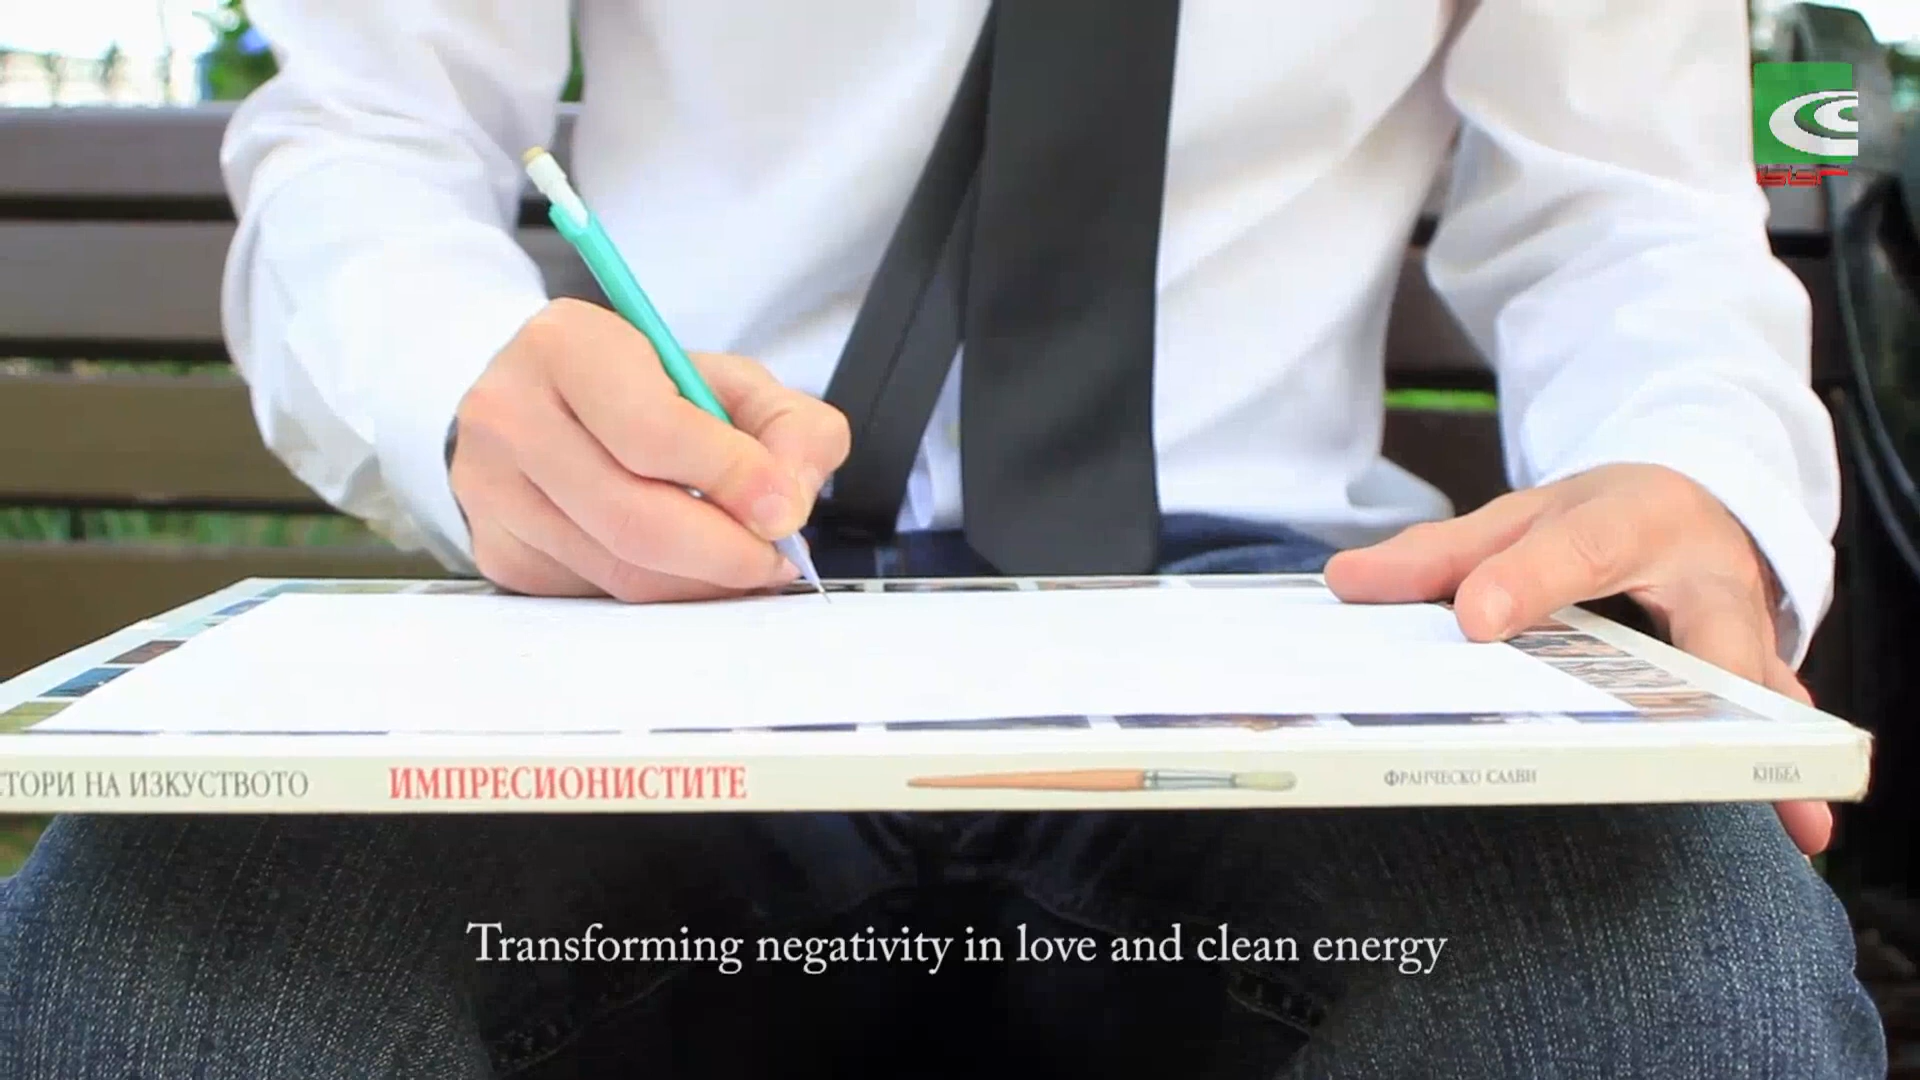 СТОРИ НА ИЗКУСТВОТО ИМПРЕСИОНИСТИТЕ ФРАНЧЕСКО САЛВИ КИБЕА
Transforming negativity in love and clean energy